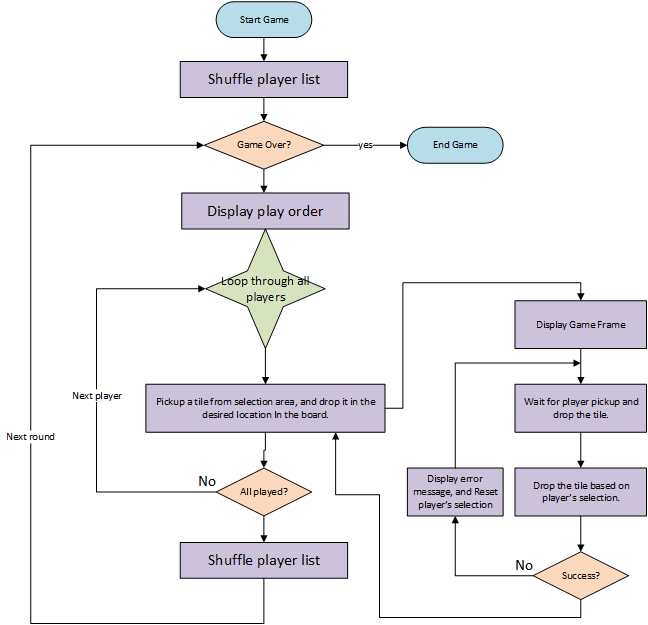 Start Game
Shuffle player list
Game Over?
yes
End Game
Display play order
Loop through all
players
Display Game Frame
Next player
Pickup a tile from selection area, and drop it in the
desired location In the board.
Wait for player pickup and
drop the tile.
Next round
No
All played?
Display error
message, and Reset
player's selection
Drop the tile based on
player's selection.
Shuffle player list
No
Success?